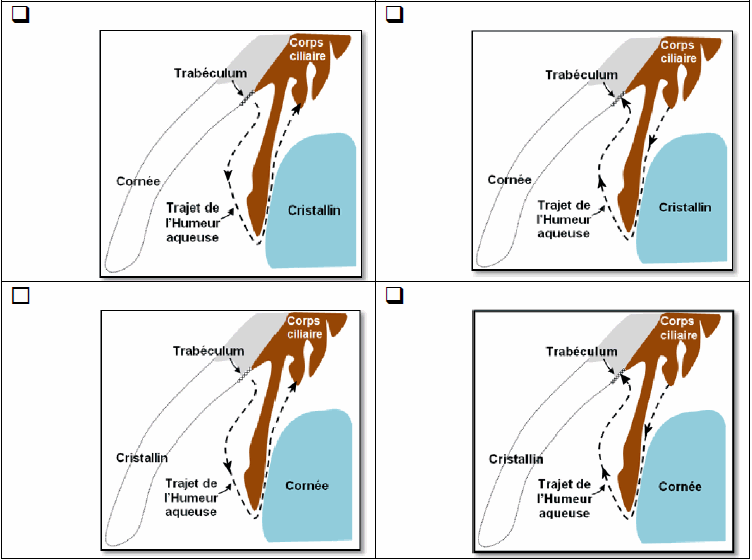 Corps
ciliaire
Trabéculum
Cornée
Trajet de
l'Humeur
aqueuse
Cristallin
Corps
ciliaire
Trabéculum
Cornée
Trajet de
l'Humeur
aqueuse
Cristallin
Corps
ciliaire
Trabéculum
Cristallin
Trajet de
l'Humeur
aqueuse
Cornée
Corps
ciliaire
Trabéculum
Cristallin
Trajet de
l'Humeur
aqueuse
Cornée